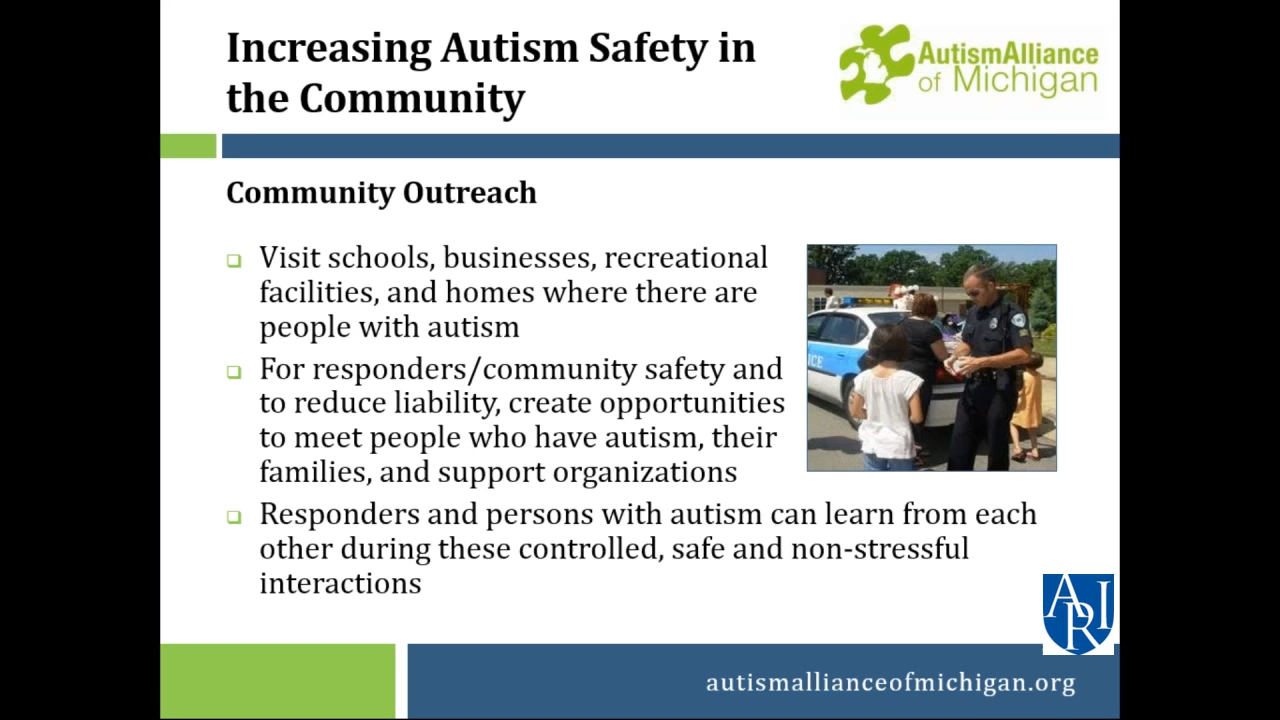 Increasing Autism Safety in
the Community
AutismAlliance
of Michigan
Community Outreach
Visit schools, businesses, recreational
facilities, and homes where there are
people with autism
For responders/community safety and
to reduce liability, create opportunities
to meet people who have autism, their
families, and support organizations
Responders and persons with autism can learn from each
other during these controlled, safe and non-stressful
interactions
ICE
ARI
autismallianceofmichigan.org